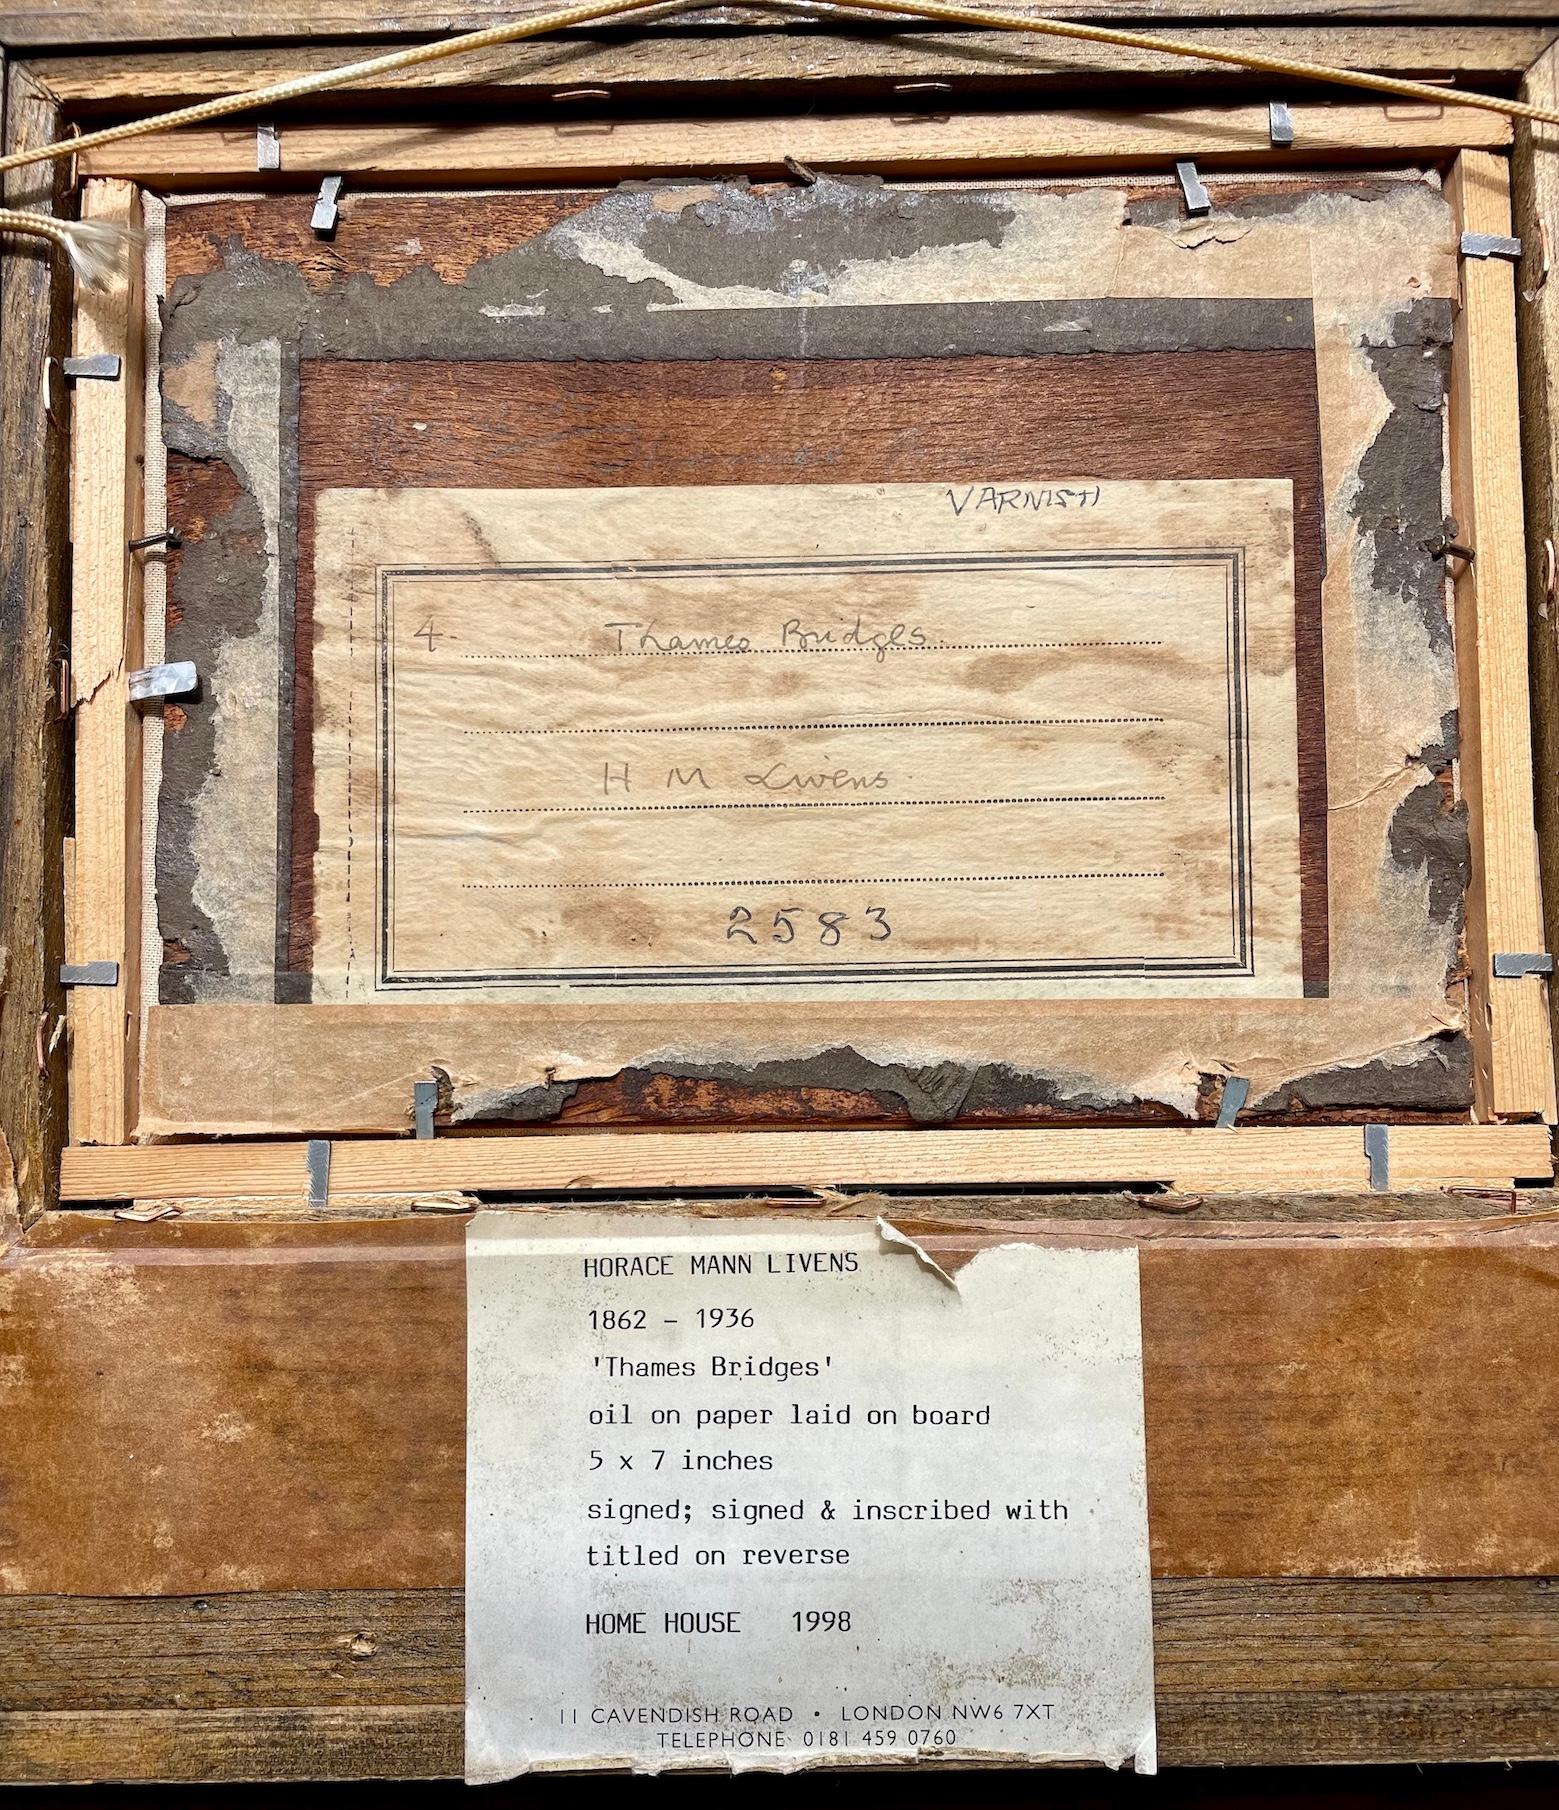 VARNISH
4. Thames Bridges.
H M Livens.
2583
HORACE MANN LIVENS
1862 – 1936
'Thames Bridges'
oil on paper laid on board
5 x 7 inches
signed; signed & inscribed with
titled on reverse
HOME HOUSE 1998
11 CAVENDISH ROAD • LONDON NW6 7XT
TELEPHONE 0181 459 0760